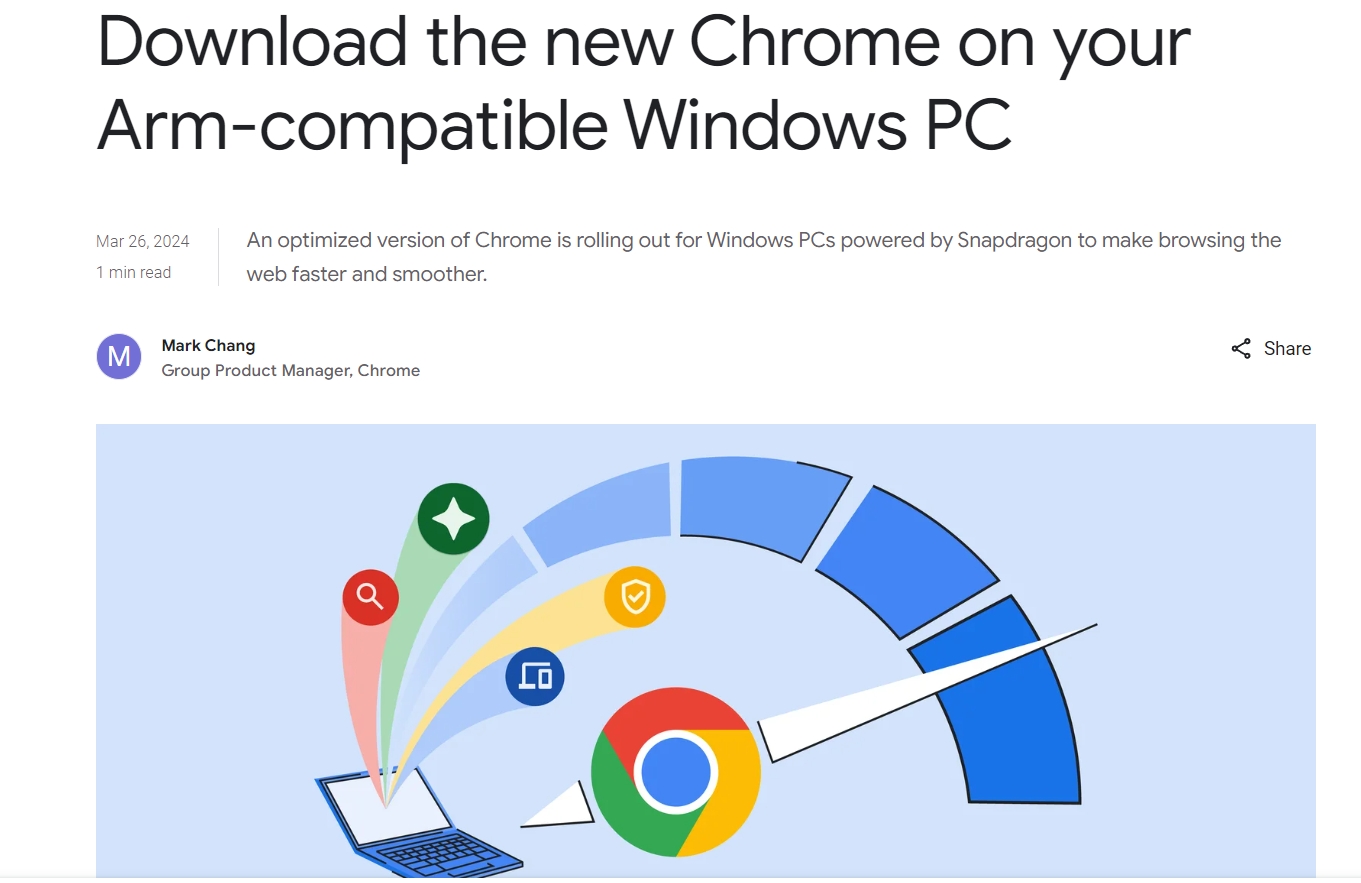 Download the new Chrome on your
Arm-compatible Windows PC
Mar 26, 2024
1 min read
An optimized version of Chrome is rolling out for Windows PCs powered by Snapdragon to make browsing the
web faster and smoother.
M
Mark Chang
Group Product Manager, Chrome
Share